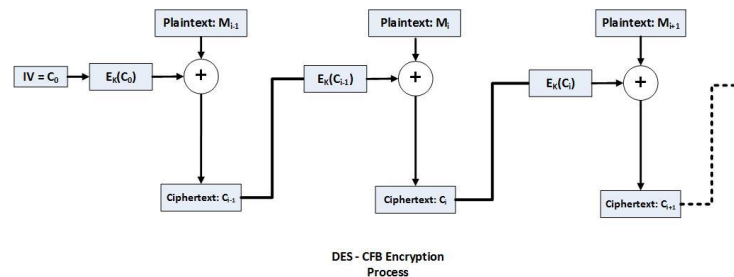 Plaintext: Mi-1
Plaintext: Mi
Plaintext: Mi+1
IV = C0
EK(C0)
+
EK(Ci-1)
+
EK(Ci)
+
Ciphertext: Ci-1
Ciphertext: Ci
Ciphertext: Ci+1
DES - CFB Encryption
Process